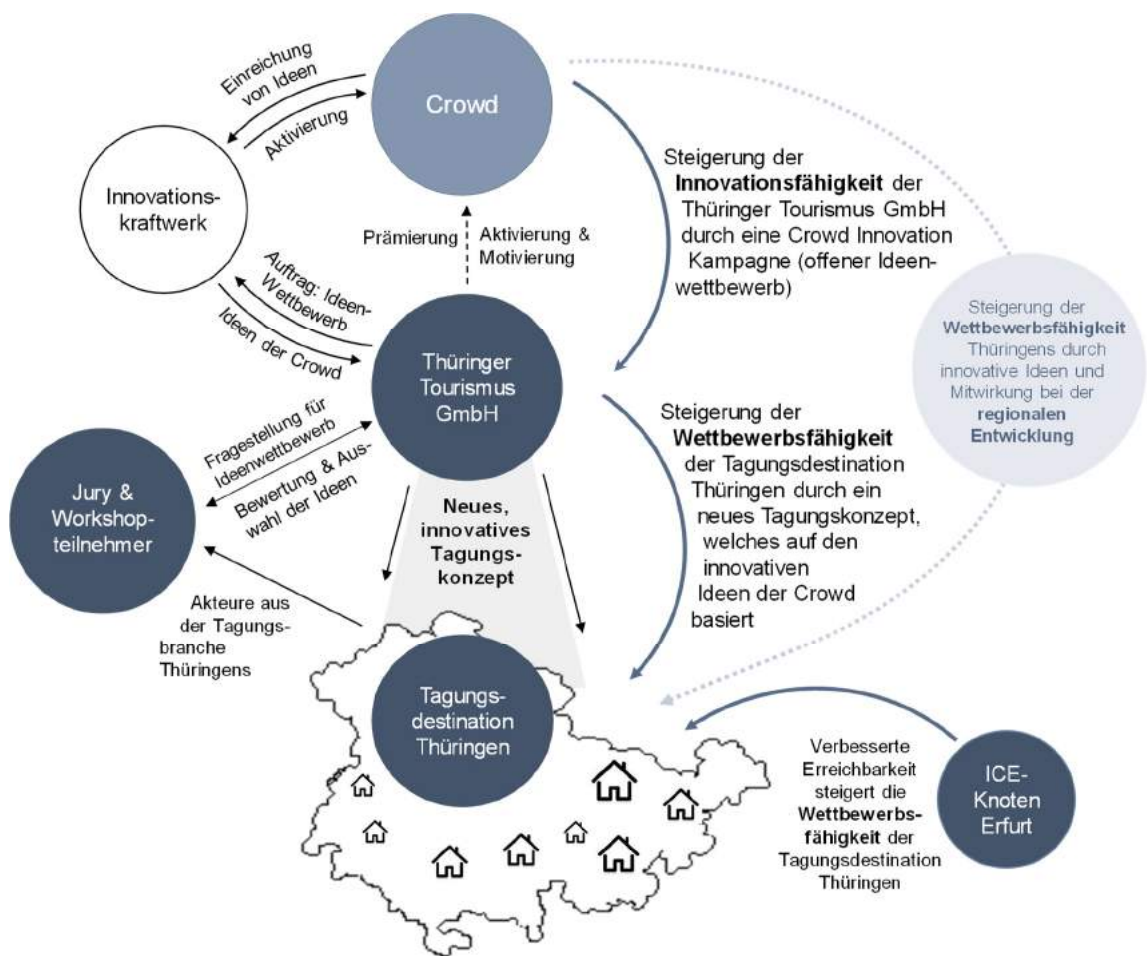 Crowd
Einreichung
von Ideen
Aktivierung
Innovations-
kraftwerk
Prämierung
Aktivierung &
Motivierung
Auftrag: Ideen-
Wettbewerb
Ideen der Crowd
Thüringer
Tourismus
GmbH
Steigerung der
Innovationsfähigkeit der
Thüringer Tourismus GmbH
durch eine Crowd Innovation
Kampagne (offener Ideen-
wettbewerb)
Steigerung der
Wettbewerbsfähigkeit
Thüringens durch
innovative Ideen und
Mitwirkung bei der
regionalen
Entwicklung
Fragestellung für
Ideenwettbewerb
Bewertung & Aus-
wahl der Ideen
Jury &
Workshop-
teilnehmer
Neues,
innovatives
Tagungs-
konzept
Steigerung der
Wettbewerbsfähigkeit
der Tagungsdestination
Thüringen durch ein
neues Tagungskonzept,
welches auf den
innovativen
Ideen der Crowd
basiert
Akteure aus
der Tagungs-
branche
Thüringens
Tagungs-
destination
Thüringen
Verbesserte
Erreichbarkeit
steigert die
Wettbewerbs-
fähigkeit der
Tagungsdestination
Thüringen
ICE-
Knoten
Erfurt